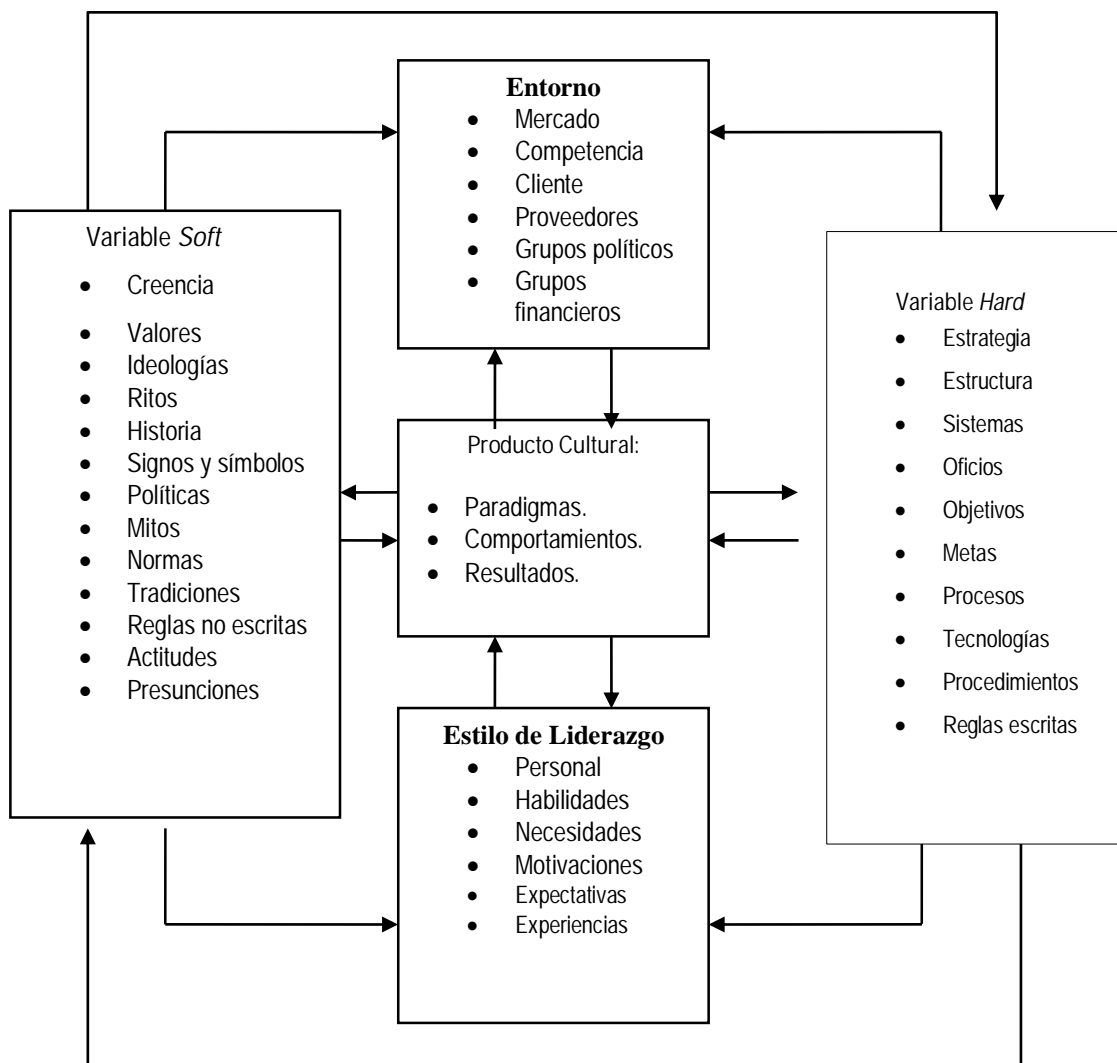 Entorno
• Mercado
• Competencia
• Cliente
• Proveedores
• Grupos políticos
• Grupos
financieros
Variable Soft
• Creencia
• Valores
• Ideologías
• Ritos
• Historia
• Signos y símbolos
• Políticas
• Mitos
• Normas
• Tradiciones
• Reglas no escritas
• Actitudes
• Presunciones
Producto Cultural:
• Paradigmas.
• Comportamientos.
• Resultados.
Variable Hard
• Estrategia
• Estructura
• Sistemas
• Oficios
• Objetivos
• Metas
• Procesos
• Tecnologías
• Procedimientos
• Reglas escritas
Estilo de Liderazgo
• Personal
• Habilidades
• Necesidades
• Motivaciones
• Expectativas
• Experiencias